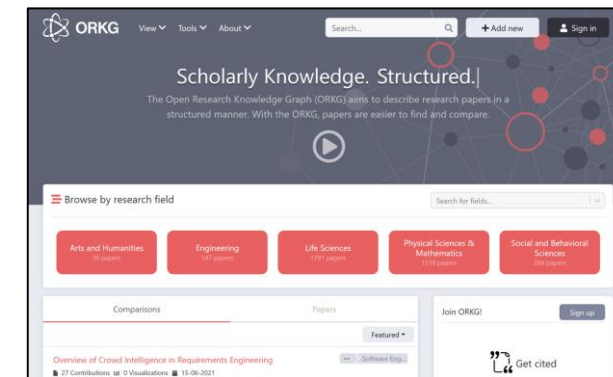 ORKG View Tools About Search... + Add new Sign in
Scholarly Knowledge. Structured.
The Open Research Knowledge Graph (ORKG) aims to describe research papers in a
structured manner. With the ORKG, papers are easier to find and compare.
Browse by research field Search for fields...
Arts and Humanities
36 papers
Engineering
547 papers
Life Sciences
1791 papers
Physical Sciences &
Mathematics
1210 papers
Social and Behavioral
Sciences
284 papers
Comparisons Papers
Featured
Overview of Crowd Intelligence in Requirements Engineering Software Eng...
27 Contributions 0 Visualizations 15-06-2021
Join ORKG! Sign up
Get cited